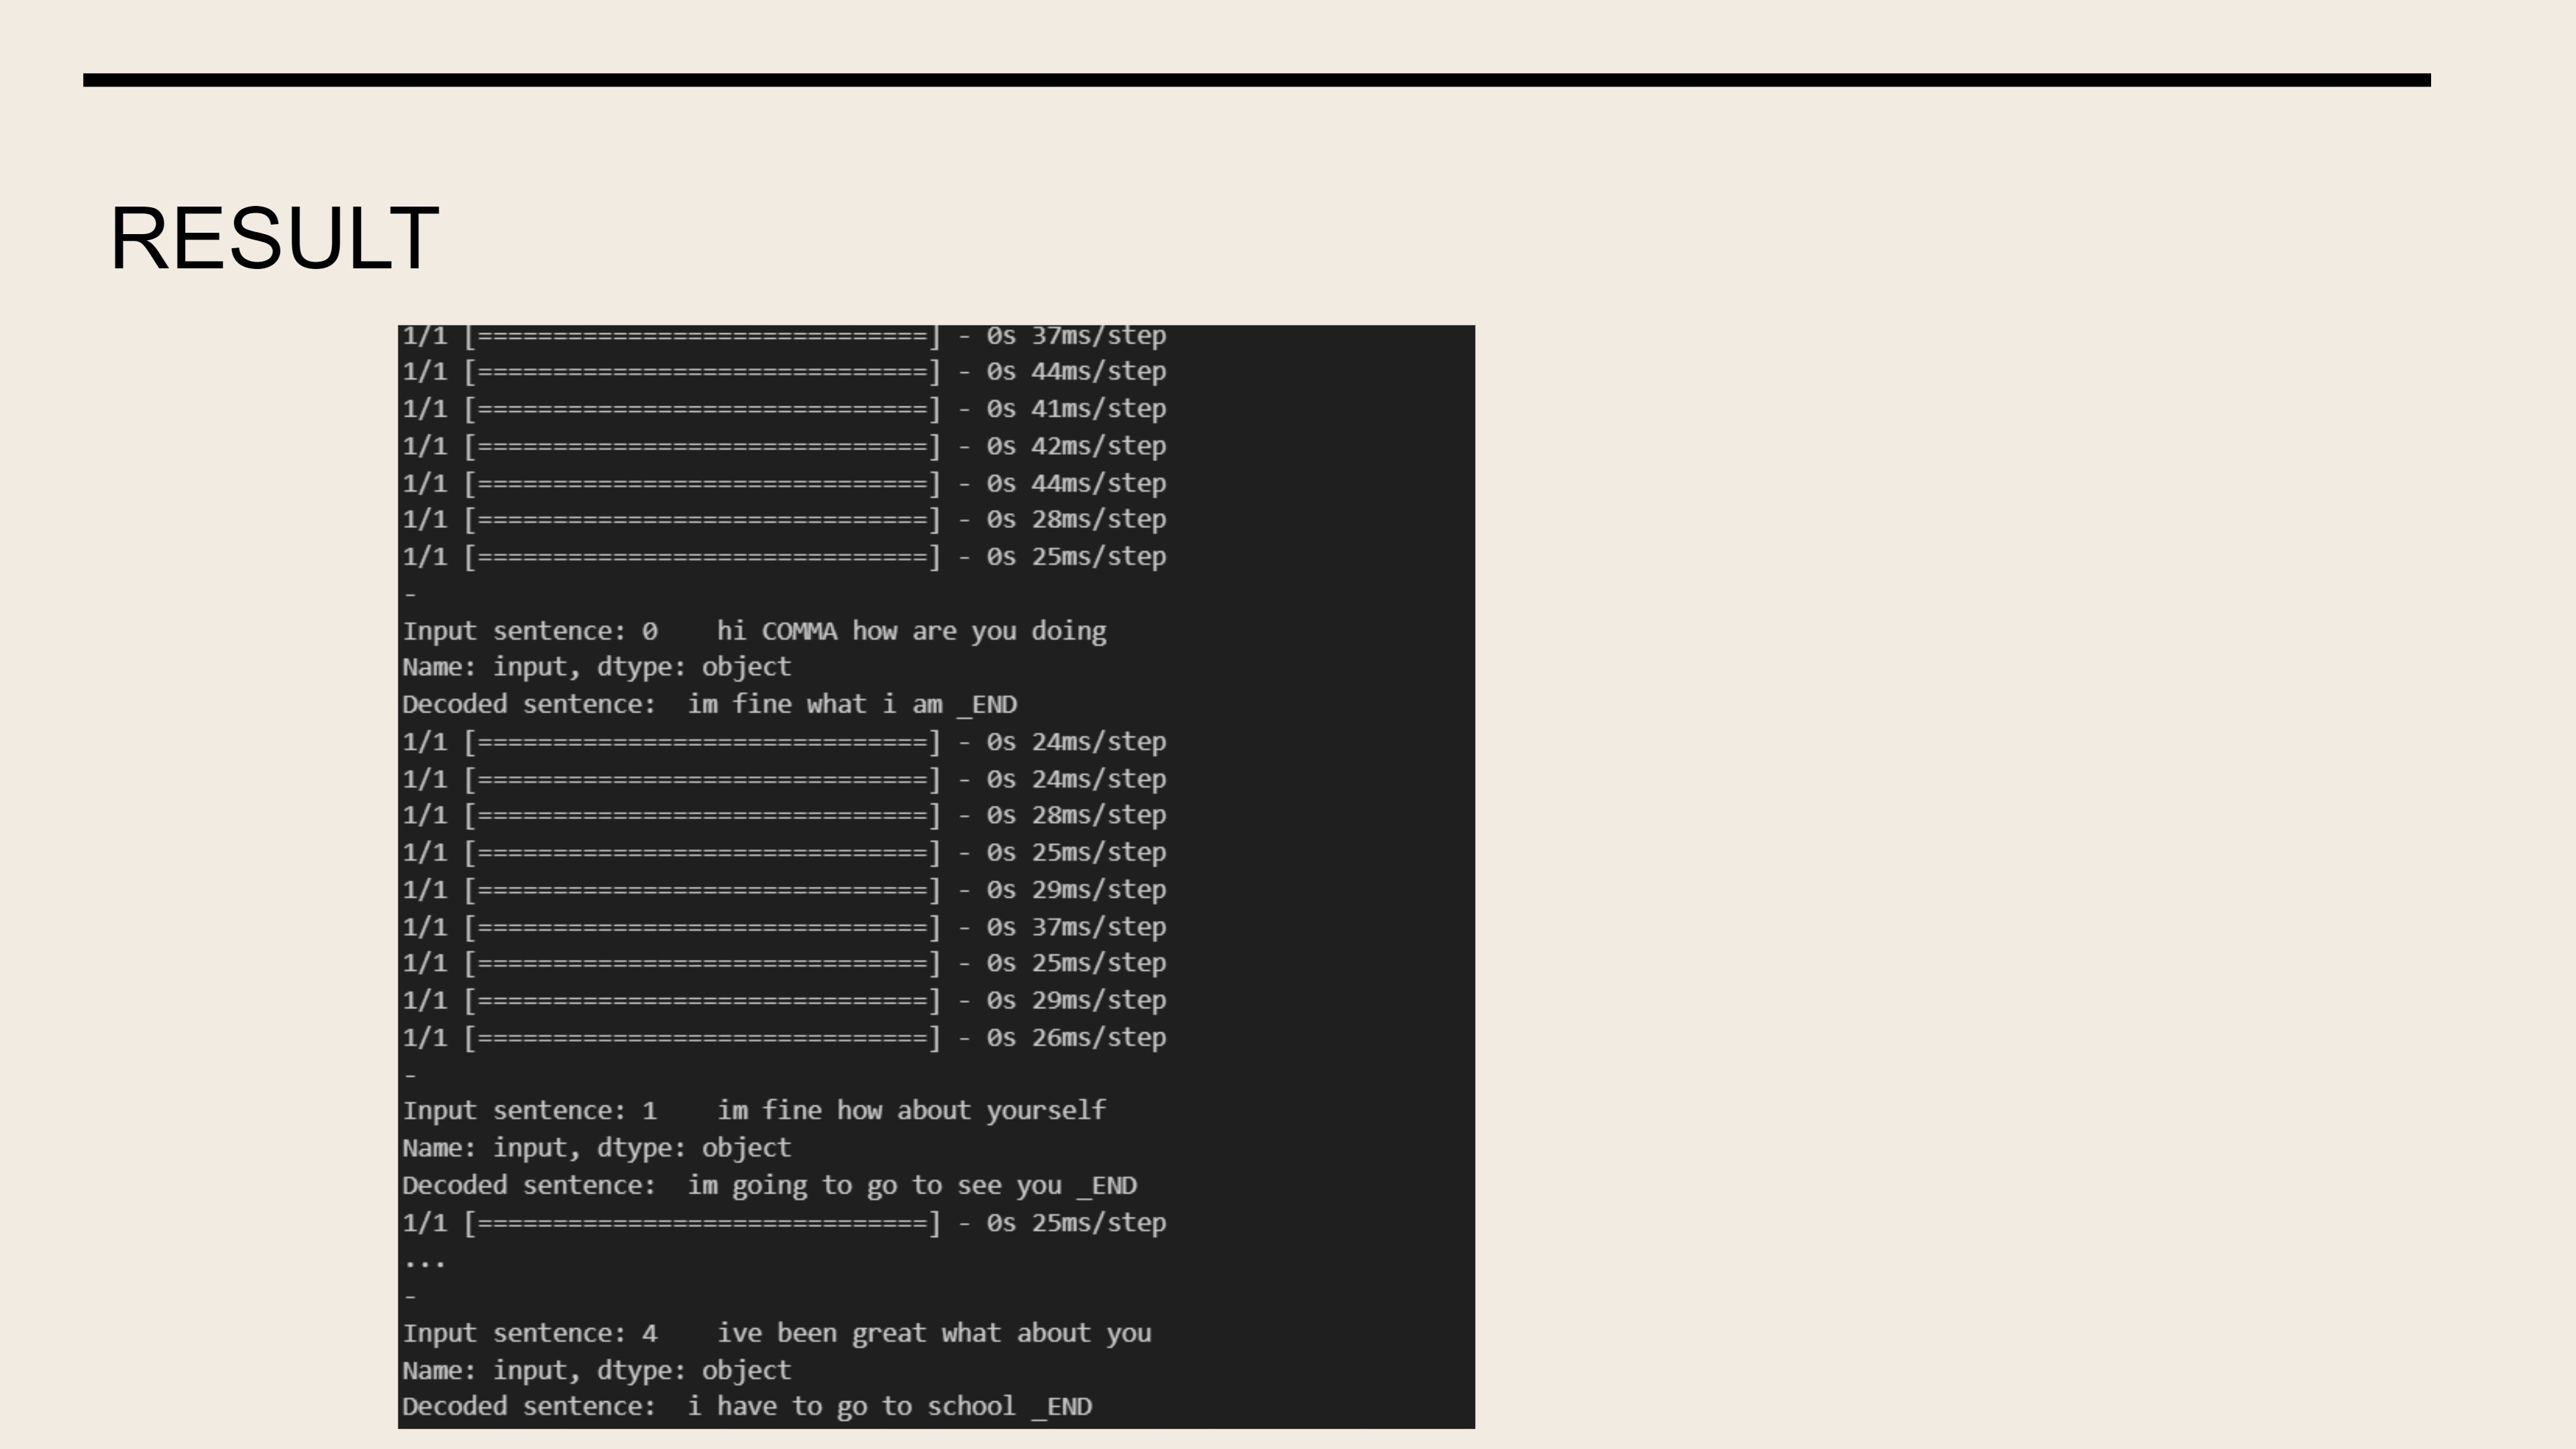 RESULT
1/1 [==============================] - 0s 37ms/step
1/1 [==============================] - 0s 44ms/step
1/1 [==============================] - 0s 41ms/step
1/1 [==============================] - 0s 42ms/step
1/1 [==============================] - 0s 44ms/step
1/1 [==============================] - 0s 28ms/step
1/1 [==============================] - 0s 25ms/step
-
Input sentence: 0    hi COMMA how are you doing
Name: input, dtype: object
Decoded sentence:  im fine what i am _END
1/1 [==============================] - 0s 24ms/step
1/1 [==============================] - 0s 24ms/step
1/1 [==============================] - 0s 28ms/step
1/1 [==============================] - 0s 25ms/step
1/1 [==============================] - 0s 29ms/step
1/1 [==============================] - 0s 37ms/step
1/1 [==============================] - 0s 25ms/step
1/1 [==============================] - 0s 29ms/step
1/1 [==============================] - 0s 26ms/step
-
Input sentence: 1    im fine how about yourself
Name: input, dtype: object
Decoded sentence:  im going to go to see you _END
1/1 [==============================] - 0s 25ms/step
...
-
Input sentence: 4    ive been great what about you
Name: input, dtype: object
Decoded sentence:  i have to go to school _END